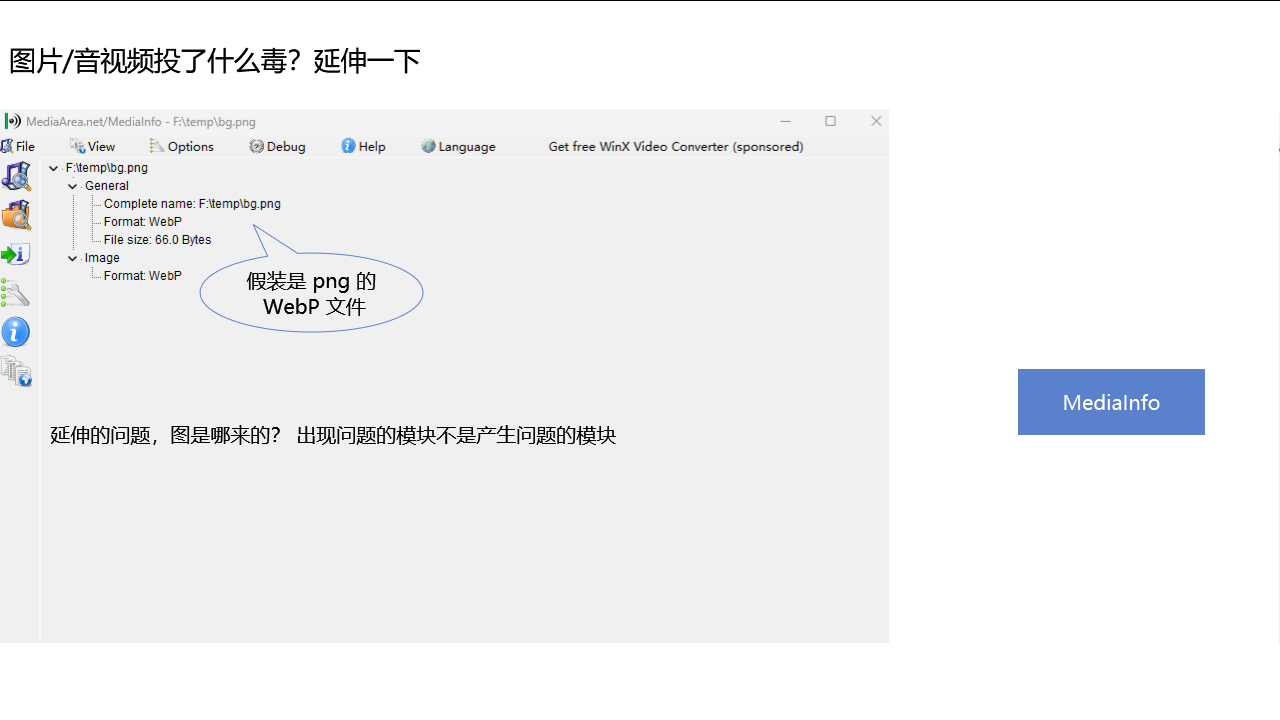 图片/音视频投了什么毒？延伸一下
MediaArea.net/MediaInfo - F:\temp\bg.png
File View Options Debug Help Language Get free WinX Video Converter (sponsored)
F:\temp\bg.png
General
Complete name: F:\temp\bg.png
Format: WebP
File size: 66.0 Bytes
Image
Format: WebP
假装是 png 的
WebP 文件
延伸的问题，图是哪来的？ 出现问题的模块不是产生问题的模块
MediaInfo